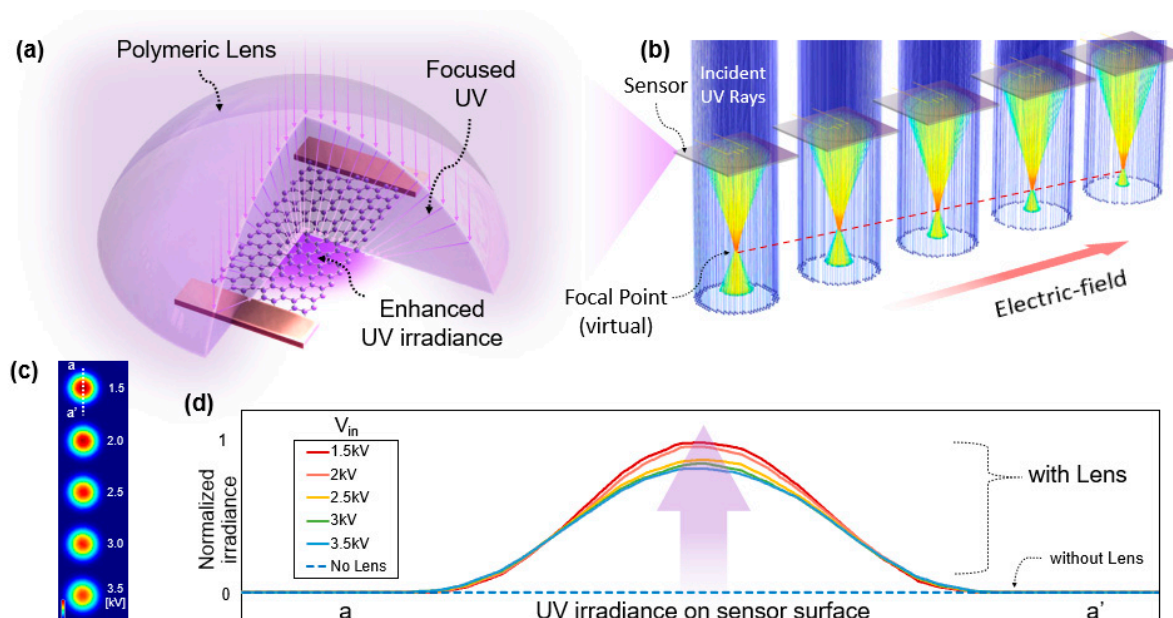 (a)
Polymeric Lens
Focused
UV
Enhanced
UV irradiance
(b)
Sensor
Incident
UV Rays
Focal Point
(virtual)
Electric-field
(c)
a
a'
1.5
2.0
2.5
3.0
3.5
[kV]
(d)
Normalized
irradiance
1
0
Vin
1.5kV
2kV
2.5kV
3kV
3.5kV
No Lens
with Lens
without Lens
a
UV irradiance on sensor surface
a'